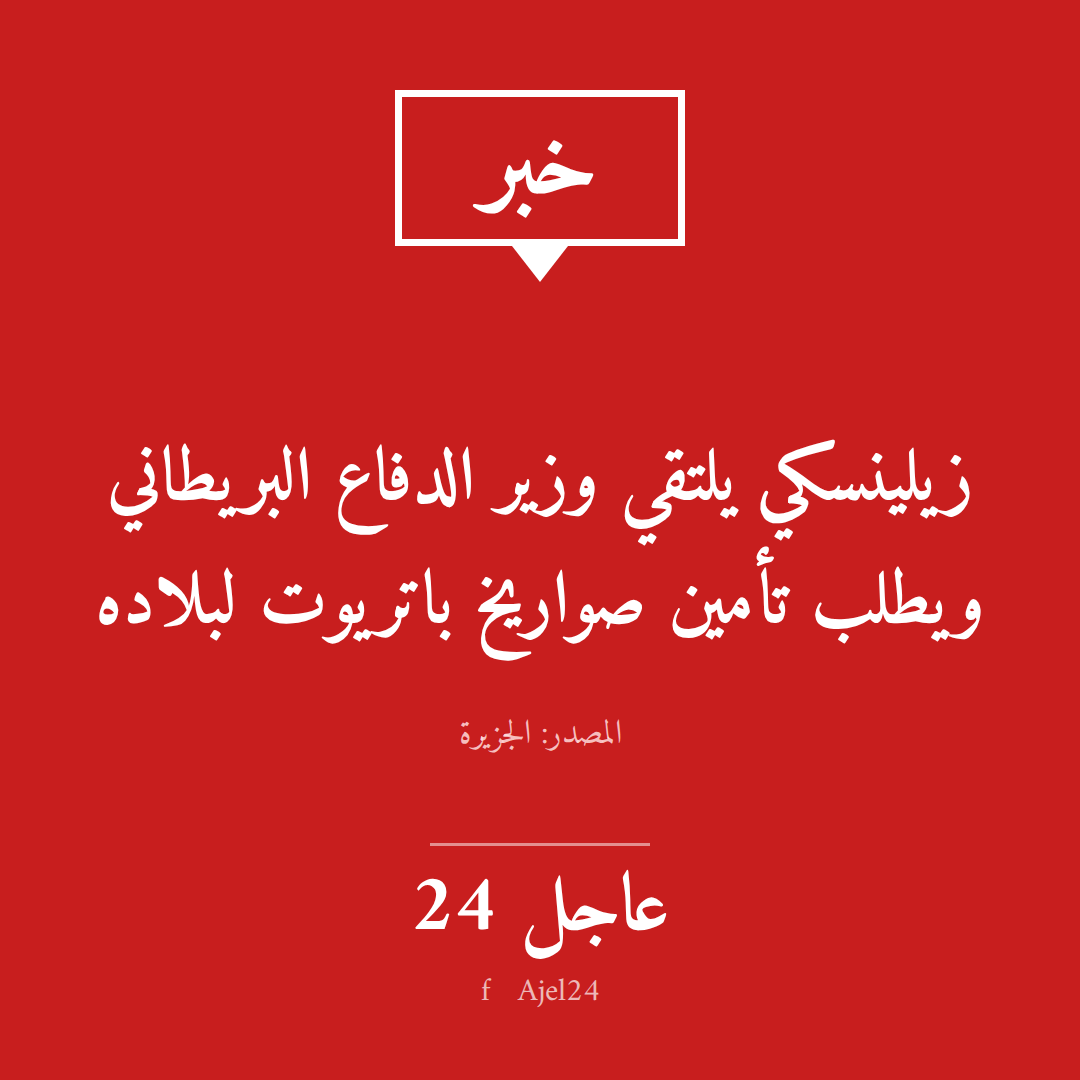 خبر
زيلينسكي يلتقي وزير الدفاع البريطاني
ويطلب تأمين صواريخ باتريوت لبلاده
المصدر: الجزيرة
عاجل 24
f Ajel24